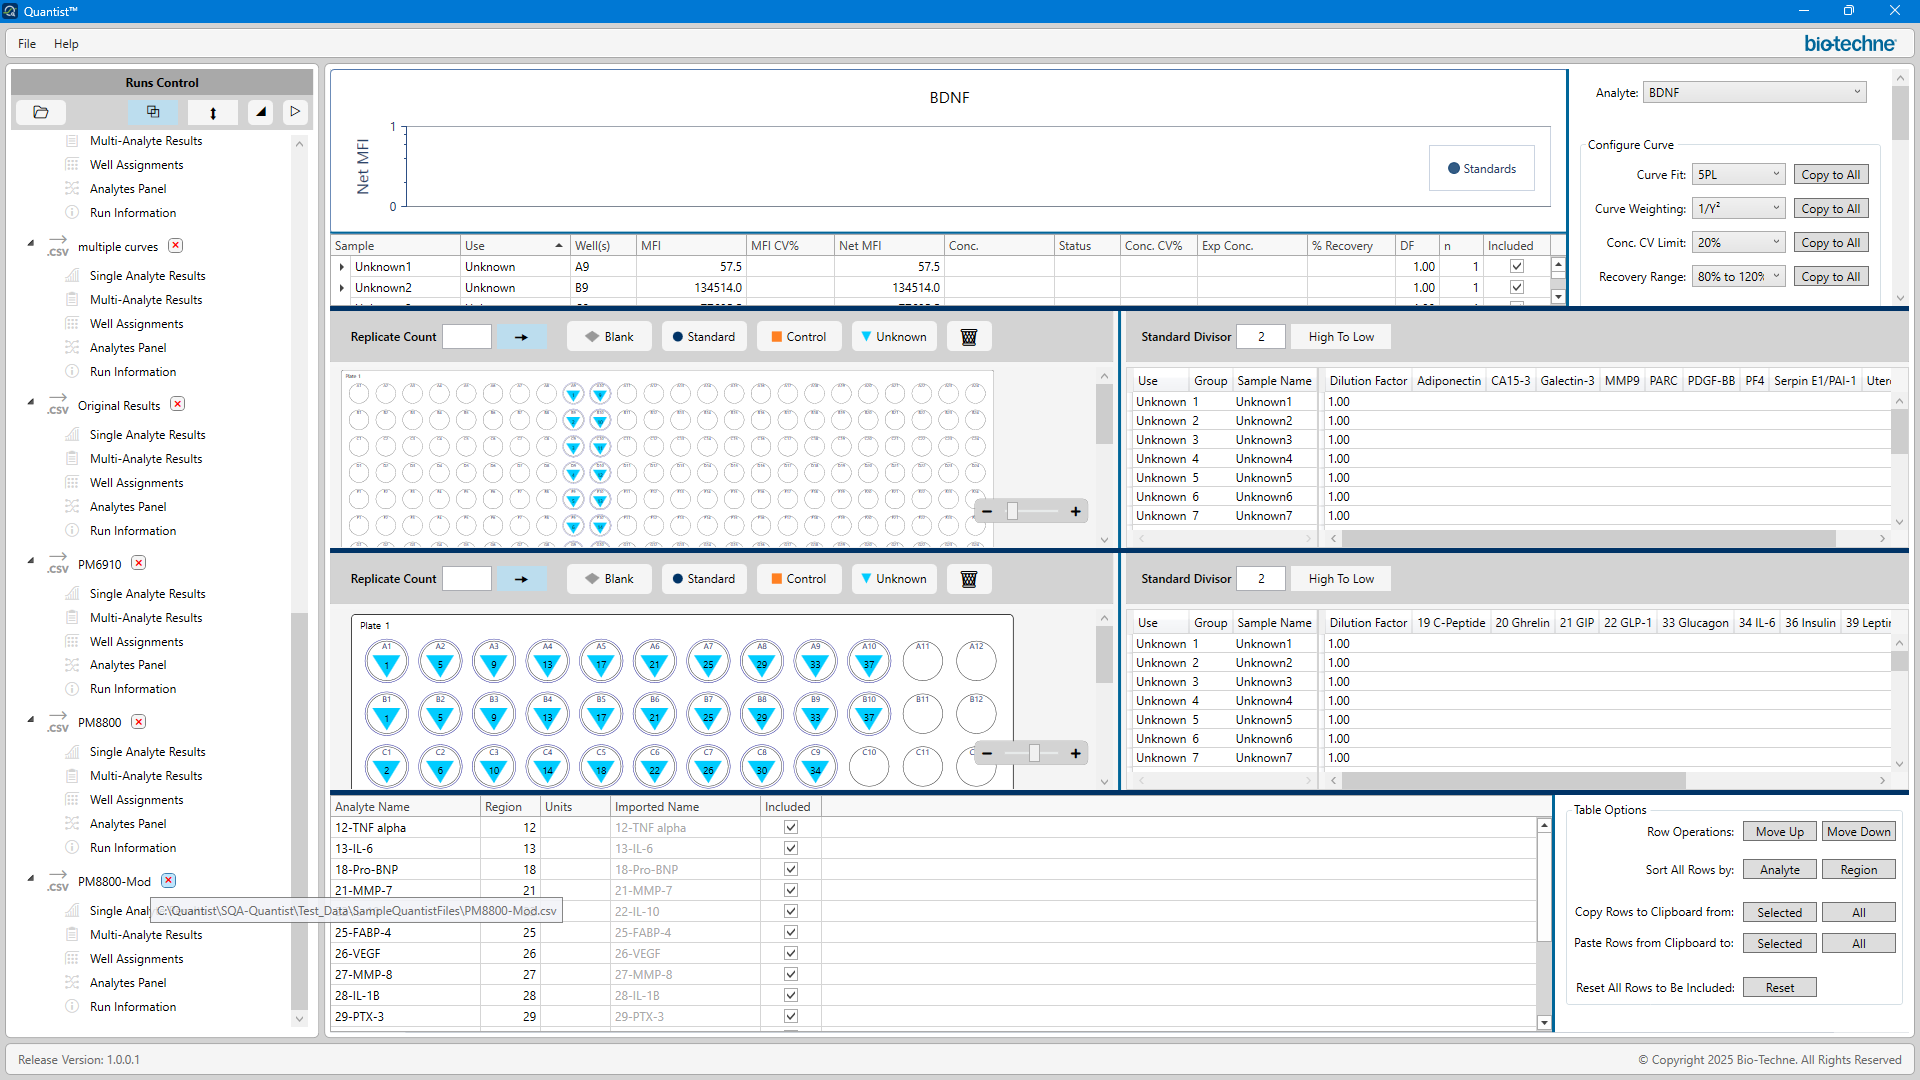 Quantist™
File Help
bio-techne
Runs Control
Multi-Analyte Results
Well Assignments
Analytes Panel
Run Information
.CSV multiple curves
Single Analyte Results
Multi-Analyte Results
Well Assignments
Analytes Panel
Run Information
.CSV Original Results
Single Analyte Results
Multi-Analyte Results
Well Assignments
Analytes Panel
Run Information
.CSV PM6910
Single Analyte Results
Multi-Analyte Results
Well Assignments
Analytes Panel
Run Information
.CSV PM8800
Single Analyte Results
Multi-Analyte Results
Well Assignments
Analytes Panel
Run Information
.CSV PM8800-Mod
Single Anal
C:\Quantist\SQA-Quantist\Test_Data\SampleQuantistFiles\PM8800-Mod.csv
Multi-Analyte Results
Well Assignments
Analytes Panel
Run Information
BDNF
Net MFI
1
0
Standards
Sample Use Well(s) MFI MFI CV% Net MFI Conc. Status Conc. CV% Exp Conc. % Recovery DF n Included
Unknown1 Unknown A9 57.5 57.5 1.00 1
Unknown2 Unknown B9 134514.0 134514.0 1.00 1
Analyte: BDNF
Configure Curve
Curve Fit: 5PL Copy to All
Curve Weighting: 1/Y² Copy to All
Conc. CV Limit: 20% Copy to All
Recovery Range: 80% to 120% Copy to All
Replicate Count Blank Standard Control Unknown
Plate 1
Standard Divisor 2 High To Low
Use Group Sample Name Dilution Factor Adiponectin CA15-3 Galectin-3 MMP9 PARC PDGF-BB PF4 Serpin E1/PAI-1 Uter
Unknown 1 Unknown1 1.00
Unknown 2 Unknown2 1.00
Unknown 3 Unknown3 1.00
Unknown 4 Unknown4 1.00
Unknown 5 Unknown5 1.00
Unknown 6 Unknown6 1.00
Unknown 7 Unknown7 1.00
Replicate Count Blank Standard Control Unknown
Plate 1
A1 A2 A3 A4 A5 A6 A7 A8 A9 A10 A11 A12
1 5 9 13 17 21 25 29 33 37
B1 B2 B3 B4 B5 B6 B7 B8 B9 B10 B11 B12
1 5 9 13 17 21 25 29 33 37
C1 C2 C3 C4 C5 C6 C7 C8 C9 C10 C11 C
2 6 10 14 18 22 26 30 34
Standard Divisor 2 High To Low
Use Group Sample Name Dilution Factor 19 C-Peptide 20 Ghrelin 21 GIP 22 GLP-1 33 Glucagon 34 IL-6 36 Insulin 39 Leptin
Unknown 1 Unknown1 1.00
Unknown 2 Unknown2 1.00
Unknown 3 Unknown3 1.00
Unknown 4 Unknown4 1.00
Unknown 5 Unknown5 1.00
Unknown 6 Unknown6 1.00
Unknown 7 Unknown7 1.00
Analyte Name Region Units Imported Name Included
12-TNF alpha 12 12-TNF alpha
13-IL-6 13 13-IL-6
18-Pro-BNP 18 18-Pro-BNP
21-MMP-7 21 21-MMP-7
22-IL-10
25-FABP-4 25 25-FABP-4
26-VEGF 26 26-VEGF
27-MMP-8 27 27-MMP-8
28-IL-1B 28 28-IL-1B
29-PTX-3 29 29-PTX-3
Table Options
Row Operations: Move Up Move Down
Sort All Rows by: Analyte Region
Copy Rows to Clipboard from: Selected All
Paste Rows from Clipboard to: Selected All
Reset All Rows to Be Included: Reset
Release Version: 1.0.0.1
© Copyright 2025 Bio-Techne. All Rights Reserved